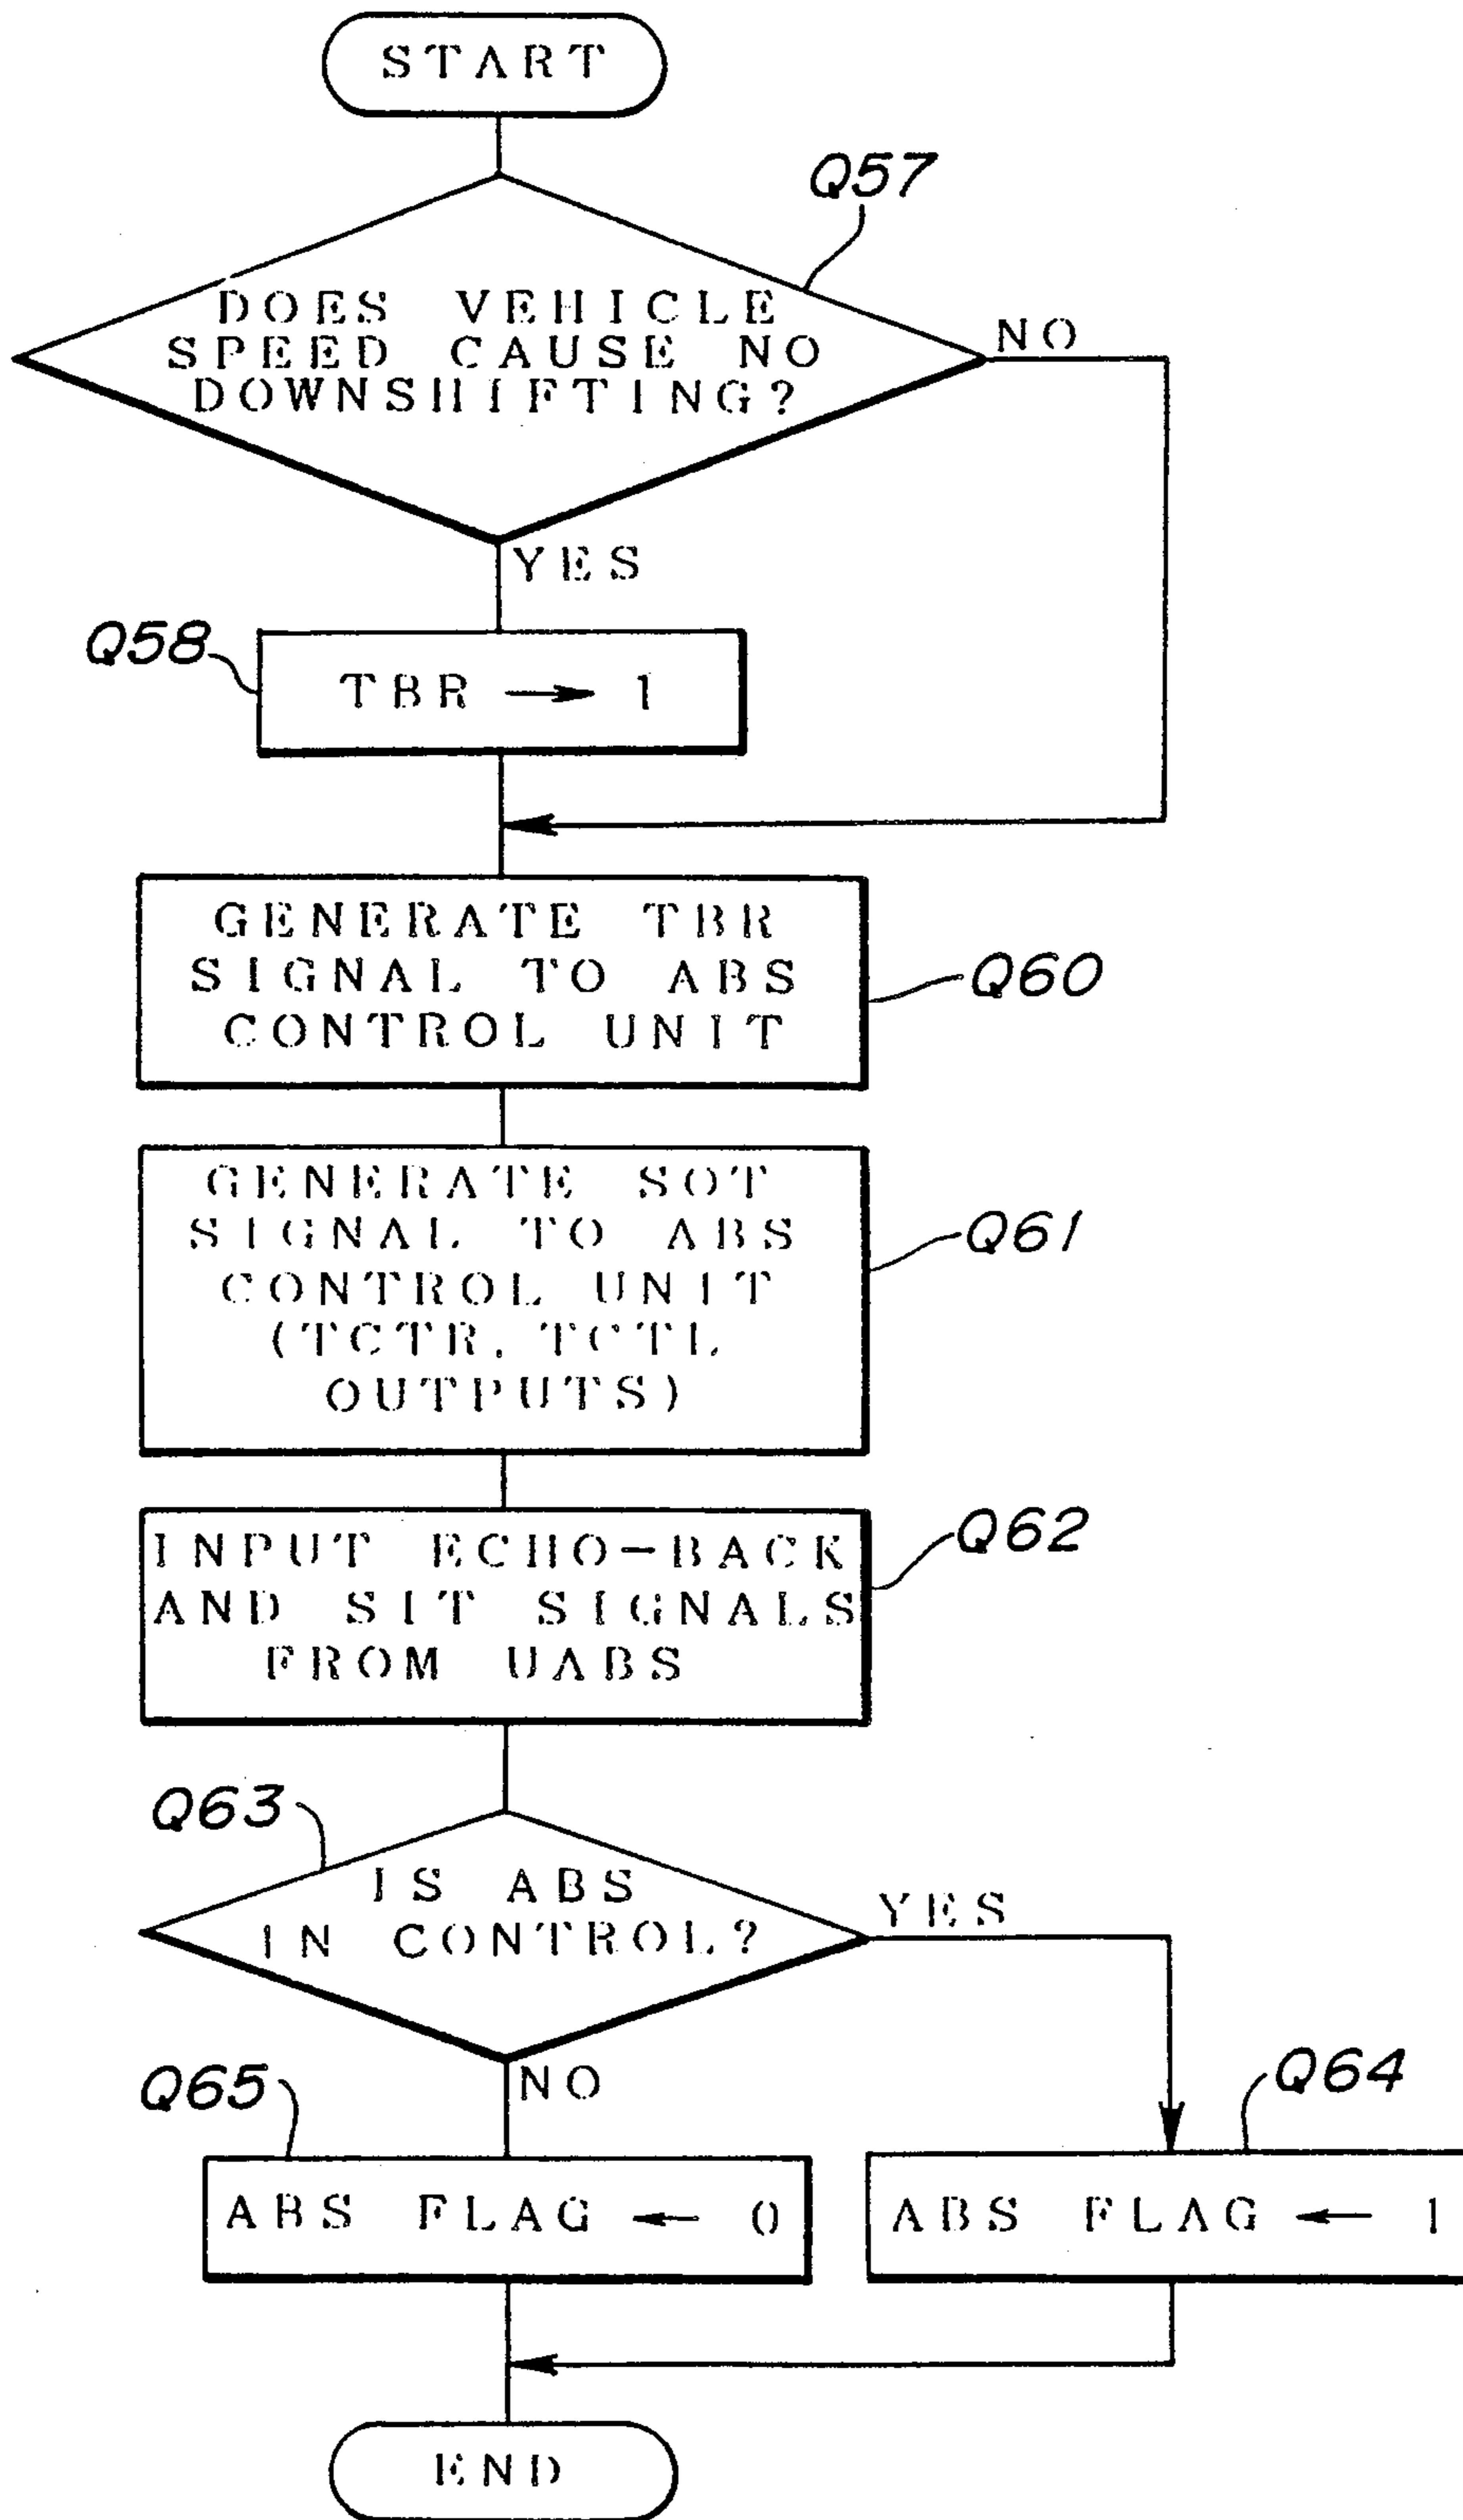 START
Q57
DOES VEHICLE
SPEED CAUSE NO
DOWNSHIFTING?
NO
YES
Q58
TBR → 1
GENERATE TBR
SIGNAL TO ABS
CONTROL UNIT
Q60
GENERATE SOT
SIGNAL TO ABS
CONTROL UNIT
(TCTR, TCTL
OUTPUTS)
Q61
INPUT ECHO-BACK
AND SIT SIGNALS
FROM UABS
Q62
Q63
IS ABS
IN CONTROL?
YES
NO
Q65
Q64
ABS FLAG ← 0
ABS FLAG ← 1
END